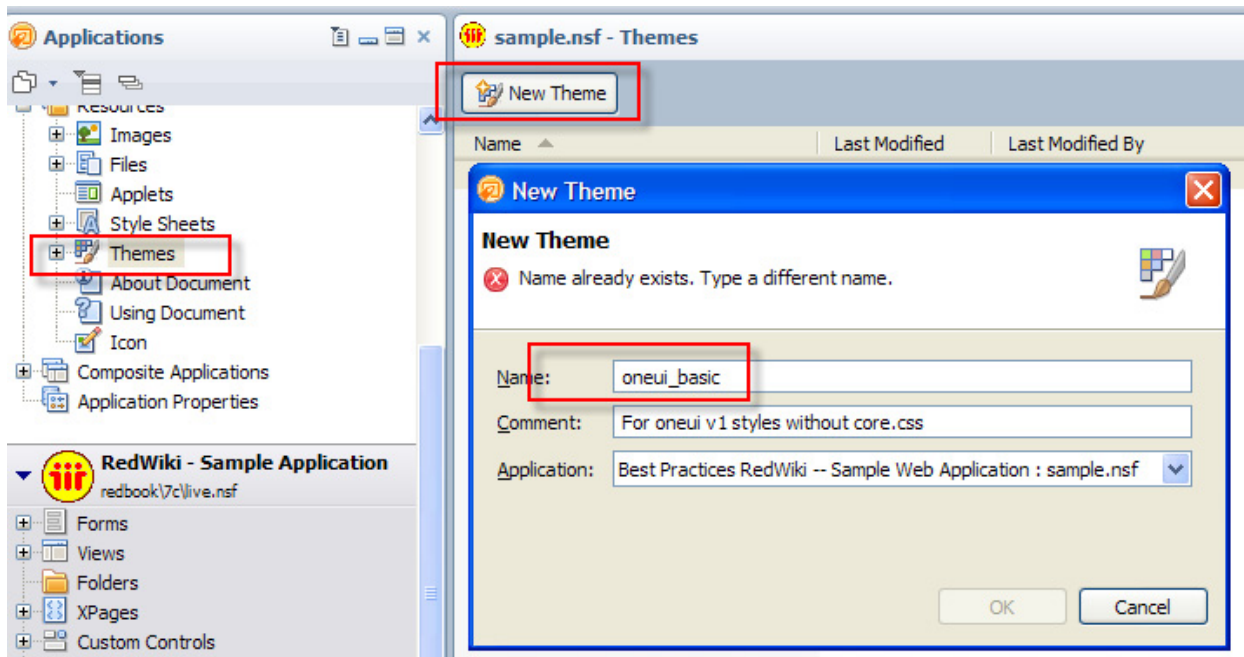 Applications
Resources
Images
Files
Applets
Style Sheets
Themes
About Document
Using Document
Icon
Composite Applications
Application Properties
RedWiki - Sample Application
redbook\7c\live.nsf
Forms
Views
Folders
XPages
Custom Controls
sample.nsf - Themes
New Theme
Name
Last Modified
Last Modified By
New Theme
New Theme
Name already exists. Type a different name.
Name: oneui_basic
Comment: For oneui v1 styles without core.css
Application: Best Practices RedWiki -- Sample Web Application : sample.nsf
OK
Cancel